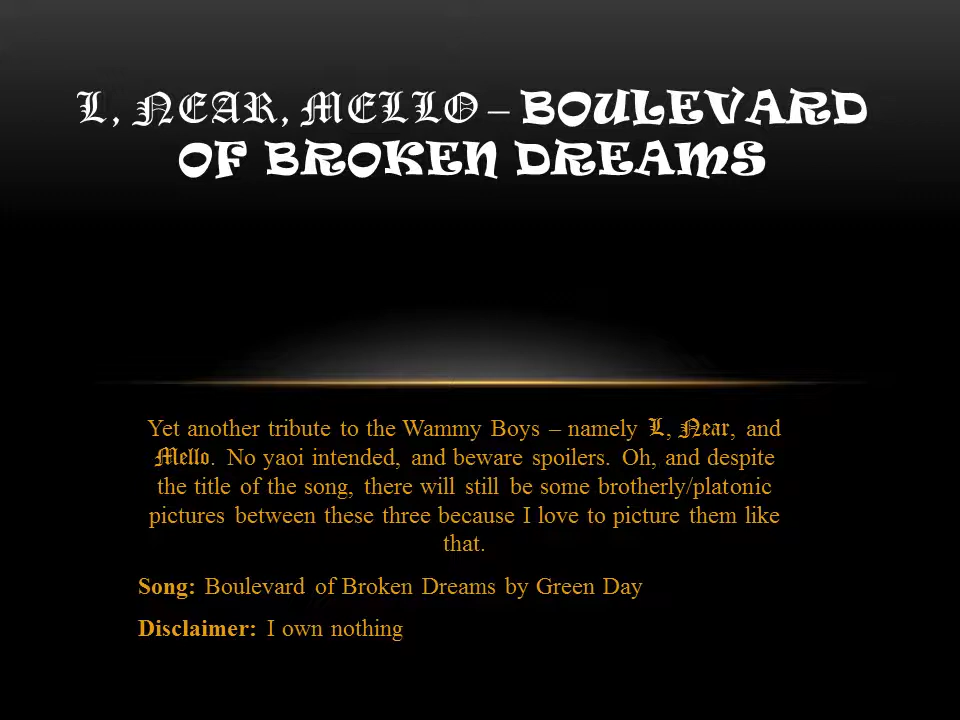 L, NEAR, MELLO – BOULEVARD
OF BROKEN DREAMS
Yet another tribute to the Wammy Boys – namely L, Near, and
Mello. No yaoi intended, and beware spoilers. Oh, and despite
the title of the song, there will still be some brotherly/platonic
pictures between these three because I love to picture them like
that.
Song: Boulevard of Broken Dreams by Green Day
Disclaimer: I own nothing